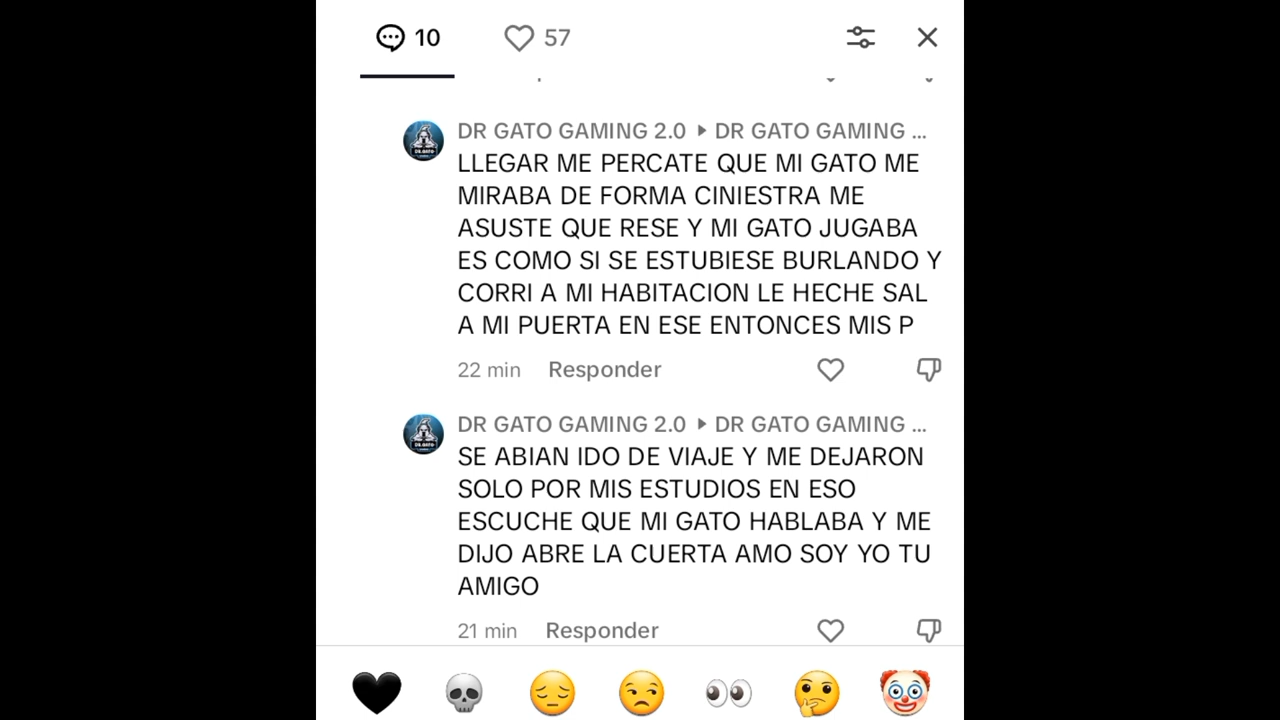 10
57
DR GATO GAMING 2.0 ▸ DR GATO GAMING ...
LLEGAR ME PERCATE QUE MI GATO ME
MIRABA DE FORMA CINIESTRA ME
ASUSTE QUE RESE Y MI GATO JUGABA
ES COMO SI SE ESTUBIESE BURLANDO Y
CORRI A MI HABITACION LE HECHE SAL
A MI PUERTA EN ESE ENTONCES MIS P
22 min Responder
DR GATO GAMING 2.0 ▸ DR GATO GAMING ...
SE ABIAN IDO DE VIAJE Y ME DEJARON
SOLO POR MIS ESTUDIOS EN ESO
ESCUCHE QUE MI GATO HABLABA Y ME
DIJO ABRE LA CUERTA AMO SOY YO TU
AMIGO
21 min Responder